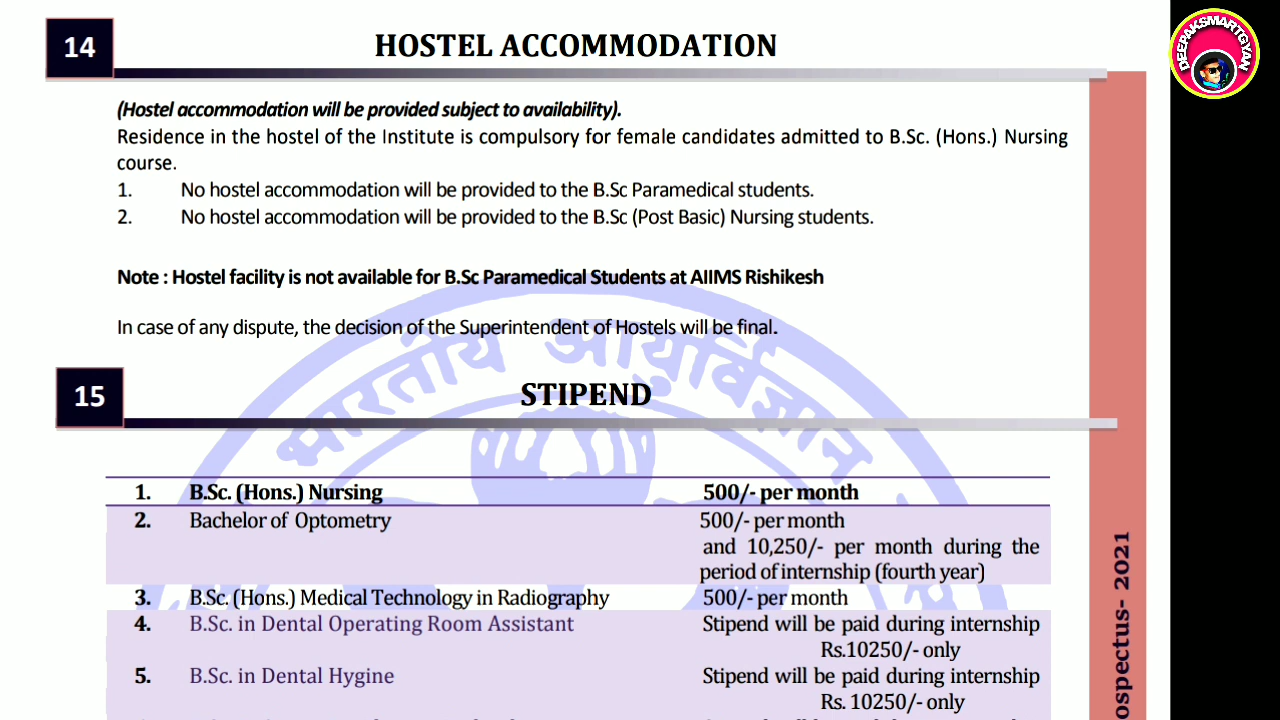 14
HOSTEL ACCOMMODATION
(Hostel accommodation will be provided subject to availability).
Residence in the hostel of the Institute is compulsory for female candidates admitted to B.Sc. (Hons.) Nursing
course.
1. No hostel accommodation will be provided to the B.Sc Paramedical students.
2. No hostel accommodation will be provided to the B.Sc (Post Basic) Nursing students.
Note : Hostel facility is not available for B.Sc Paramedical Students at AIIMS Rishikesh
In case of any dispute, the decision of the Superintendent of Hostels will be final.
भारतीय आयुर्विज्ञान
15
STIPEND
1. B.Sc. (Hons.) Nursing 500/- per month
2. Bachelor of Optometry 500/- per month
and 10,250/- per month during the
period of internship (fourth year)
3. B.Sc. (Hons.) Medical Technology in Radiography 500/- per month
4. B.Sc. in Dental Operating Room Assistant Stipend will be paid during internship
Rs.10250/- only
5. B.Sc. in Dental Hygine Stipend will be paid during internship
Rs. 10250/- only
ospectus- 2021
DEEPAKSMARTGYAN